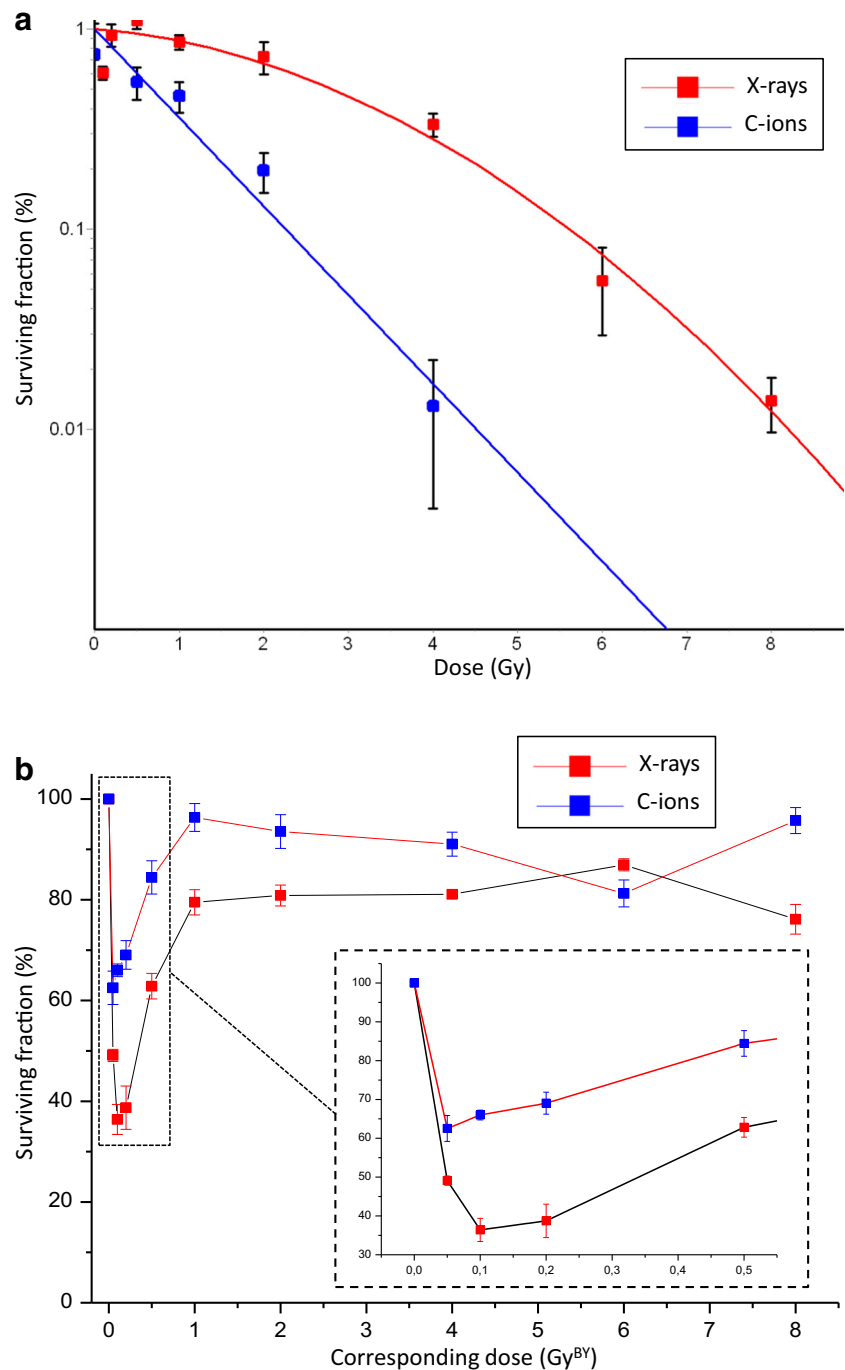 a
1
0.1
0.01
Surviving fraction (%)
X-rays
C-ions
0 1 2 3 4 5 6 7 8
Dose (Gy)
b
X-rays
C-ions
100
80
60
40
20
0
Surviving fraction (%)
100
90
80
70
60
50
40
30
0,0 0,1 0,2 0,3 0,4 0,5
0 1 2 3 4 5 6 7 8
Corresponding dose (Gy^BY)